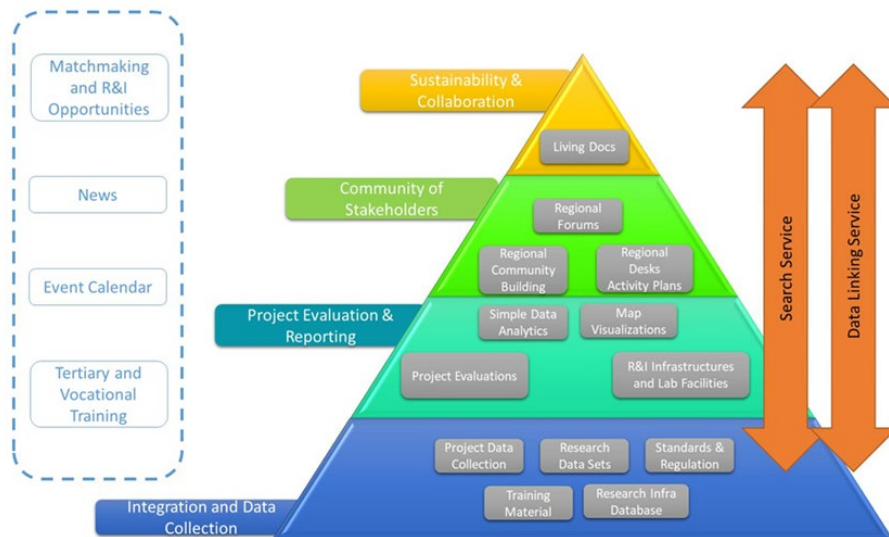 Matchmaking
and R&I
Opportunities
News
Event Calendar
Tertiary and
Vocational
Training
Sustainability &
Collaboration
Living Docs
Community of
Stakeholders
Regional
Forums
Regional
Community
Building
Regional
Desks
Activity Plans
Project Evaluation &
Reporting
Simple Data
Analytics
Map
Visualizations
Project Evaluations
R&I Infrastructures
and Lab Facilities
Integration and Data
Collection
Project Data
Collection
Research
Data Sets
Standards &
Regulation
Training
Material
Research Infra
Database
Search Service
Data Linking Service